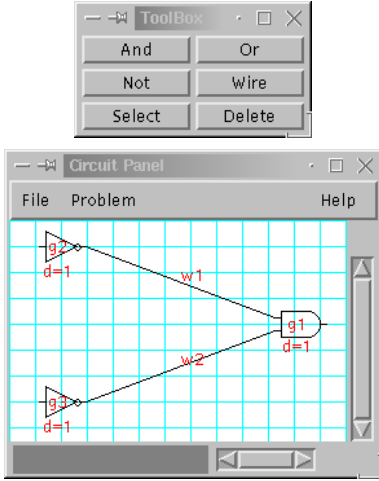 ToolBox
And Or
Not Wire
Select Delete
Circuit Panel
File Problem Help
g2
d=1
w1
g1
d=1
w2
g3
d=1